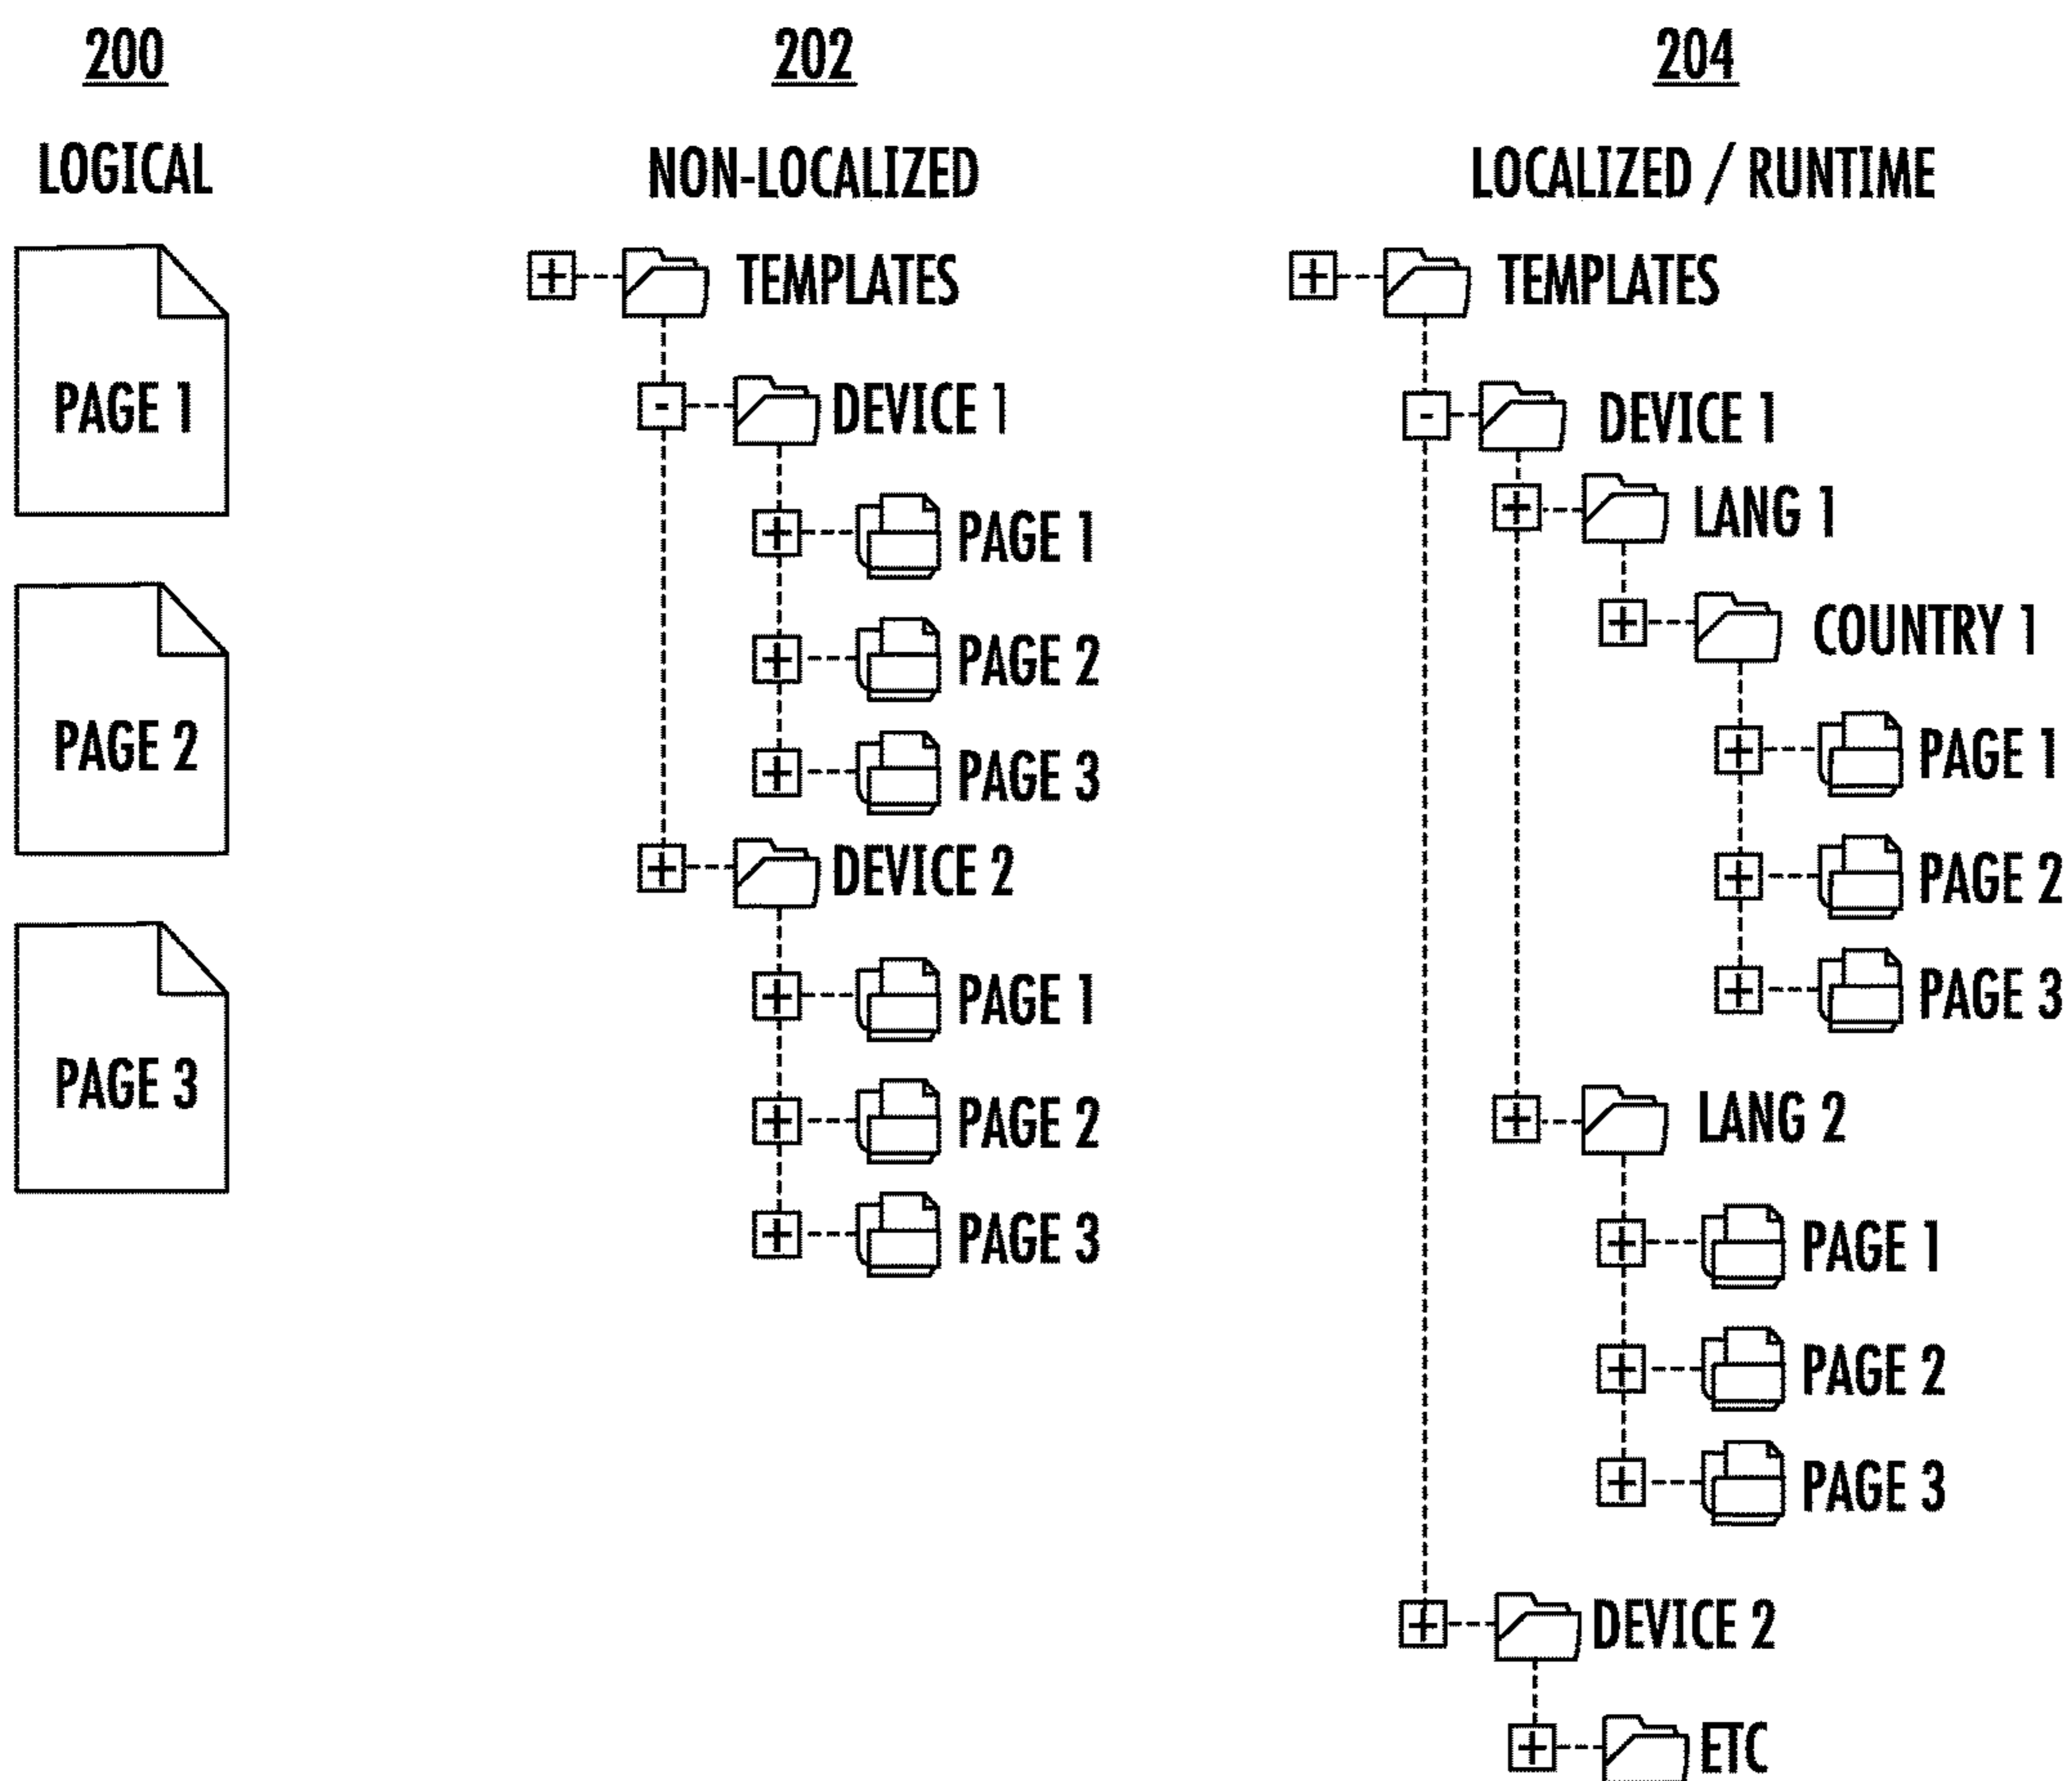 200
LOGICAL
PAGE 1
PAGE 2
PAGE 3
202
NON-LOCALIZED
+ TEMPLATES
- DEVICE 1
+ PAGE 1
+ PAGE 2
+ PAGE 3
+ DEVICE 2
+ PAGE 1
+ PAGE 2
+ PAGE 3
204
LOCALIZED / RUNTIME
+ TEMPLATES
- DEVICE 1
+ LANG 1
+ COUNTRY 1
+ PAGE 1
+ PAGE 2
+ PAGE 3
+ LANG 2
+ PAGE 1
+ PAGE 2
+ PAGE 3
+ DEVICE 2
+ ETC